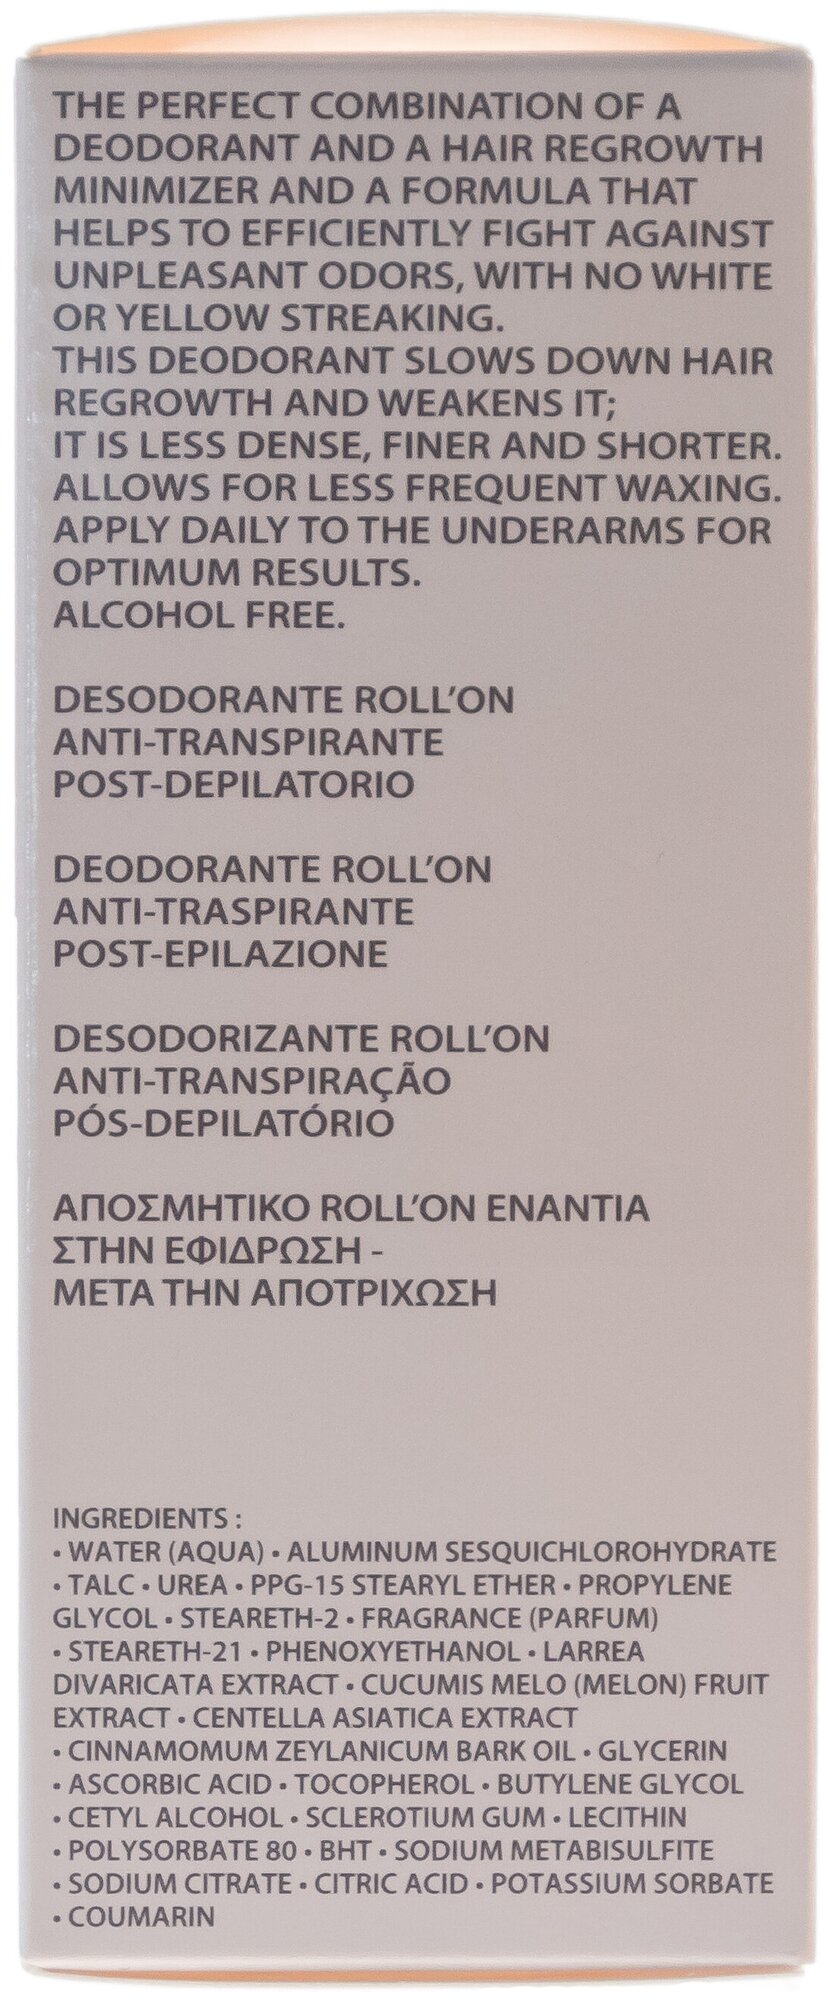 THE PERFECT COMBINATION OF A
DEODORANT AND A HAIR REGROWTH
MINIMIZER AND A FORMULA THAT
HELPS TO EFFICIENTLY FIGHT AGAINST
UNPLEASANT ODORS, WITH NO WHITE
OR YELLOW STREAKING.
THIS DEODORANT SLOWS DOWN HAIR
REGROWTH AND WEAKENS IT;
IT IS LESS DENSE, FINER AND SHORTER.
ALLOWS FOR LESS FREQUENT WAXING.
APPLY DAILY TO THE UNDERARMS FOR
OPTIMUM RESULTS.
ALCOHOL FREE.
DESODORANTE ROLL'ON
ANTI-TRANSPIRANTE
POST-DEPILATORIO
DEODORANTE ROLL'ON
ANTI-TRASPIRANTE
POST-EPILAZIONE
DESODORIZANTE ROLL'ON
ANTI-TRANSPIRAÇÃO
PÓS-DEPILATÓRIO
ΑΠΟΣΜΗΤΙΚΟ ROLL'ON ΕΝΑΝΤΙΑ
ΣΤΗΝ ΕΦΙΔΡΩΣΗ -
ΜΕΤΑ ΤΗΝ ΑΠΟΤΡΙΧΩΣΗ
INGREDIENTS :
• WATER (AQUA) • ALUMINUM SESQUICHLOROHYDRATE
• TALC • UREA • PPG-15 STEARYL ETHER • PROPYLENE
GLYCOL • STEARETH-2 • FRAGRANCE (PARFUM)
• STEARETH-21 • PHENOXYETHANOL • LARREA
DIVARICATA EXTRACT • CUCUMIS MELO (MELON) FRUIT
EXTRACT • CENTELLA ASIATICA EXTRACT
• CINNAMOMUM ZEYLANICUM BARK OIL • GLYCERIN
• ASCORBIC ACID • TOCOPHEROL • BUTYLENE GLYCOL
• CETYL ALCOHOL • SCLEROTIUM GUM • LECITHIN
• POLYSORBATE 80 • BHT • SODIUM METABISULFITE
• SODIUM CITRATE • CITRIC ACID • POTASSIUM SORBATE
• COUMARIN